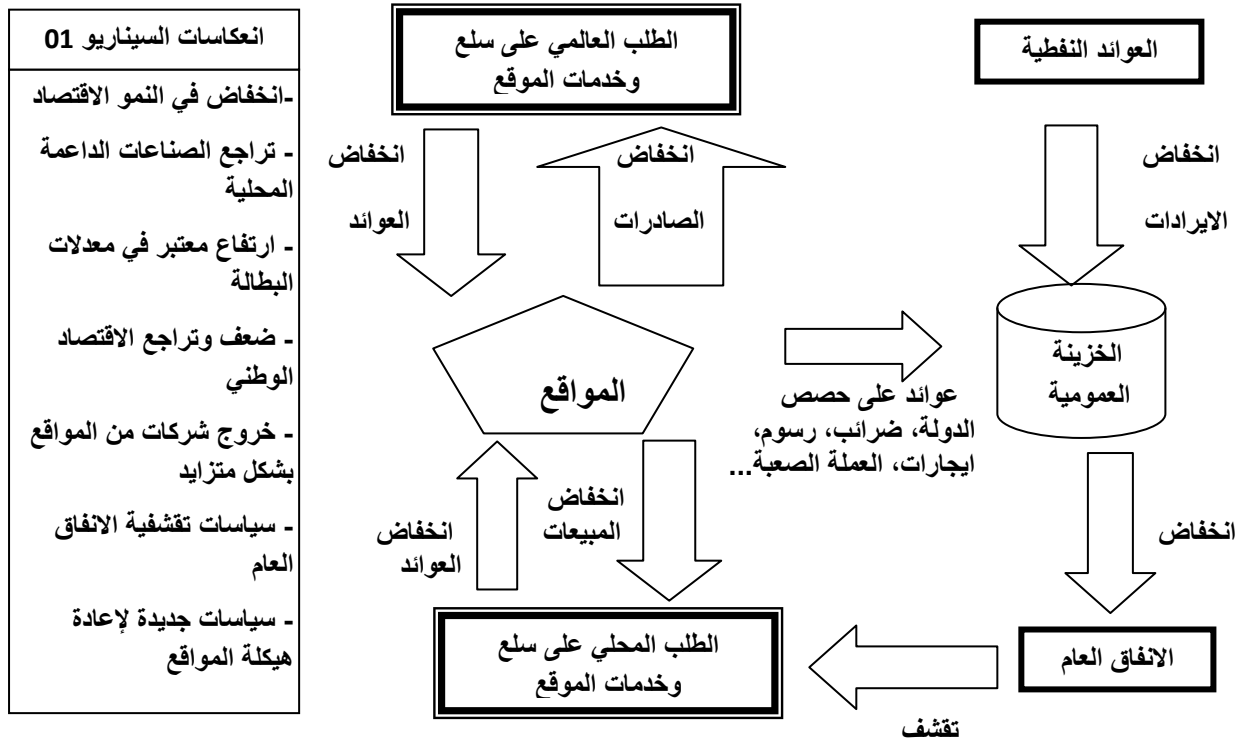 انعكاسات السيناريو 01
-انخفاض في النمو الاقتصاد
- تراجع الصناعات الداعمة
المحلية
- ارتفاع معتبر في معدلات
البطالة
- ضعف وتراجع الاقتصاد
الوطني
- خروج شركات من المواقع
بشكل متزايد
- سياسات تقشفية الانفاق
العام
- سياسات جديدة لإعادة
هيكلة المواقع
الطلب العالمي على سلع
وخدمات الموقع
العوائد النفطية
انخفاض
العوائد
انخفاض
الصادرات
انخفاض
الايرادات
المواقع
عوائد على حصص
الدولة، ضرائب، رسوم،
ايجارات، العملة الصعبة...
الخزينة
العمومية
انخفاض
العوائد
انخفاض
المبيعات
انخفاض
الطلب المحلي على سلع
وخدمات الموقع
الانفاق العام
تقشف